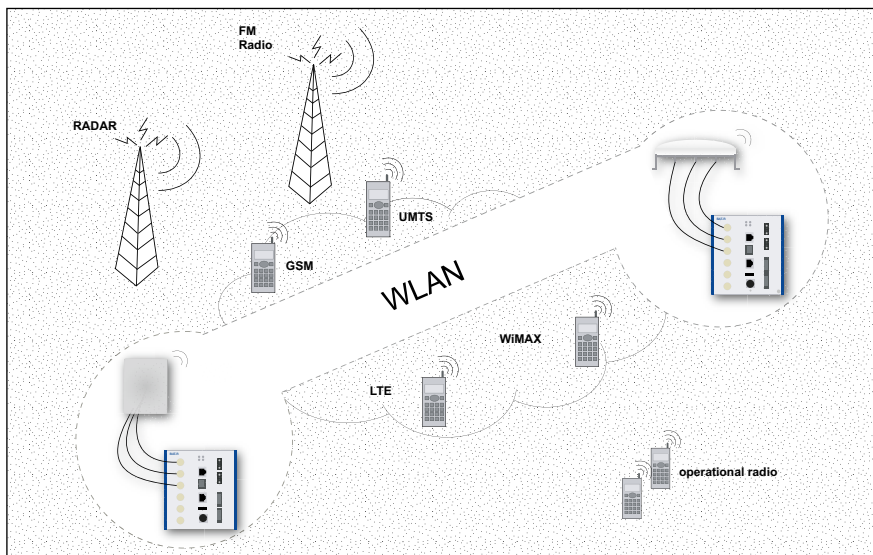 FM
Radio
RADAR
UMTS
GSM
WLAN
WiMAX
LTE
operational radio